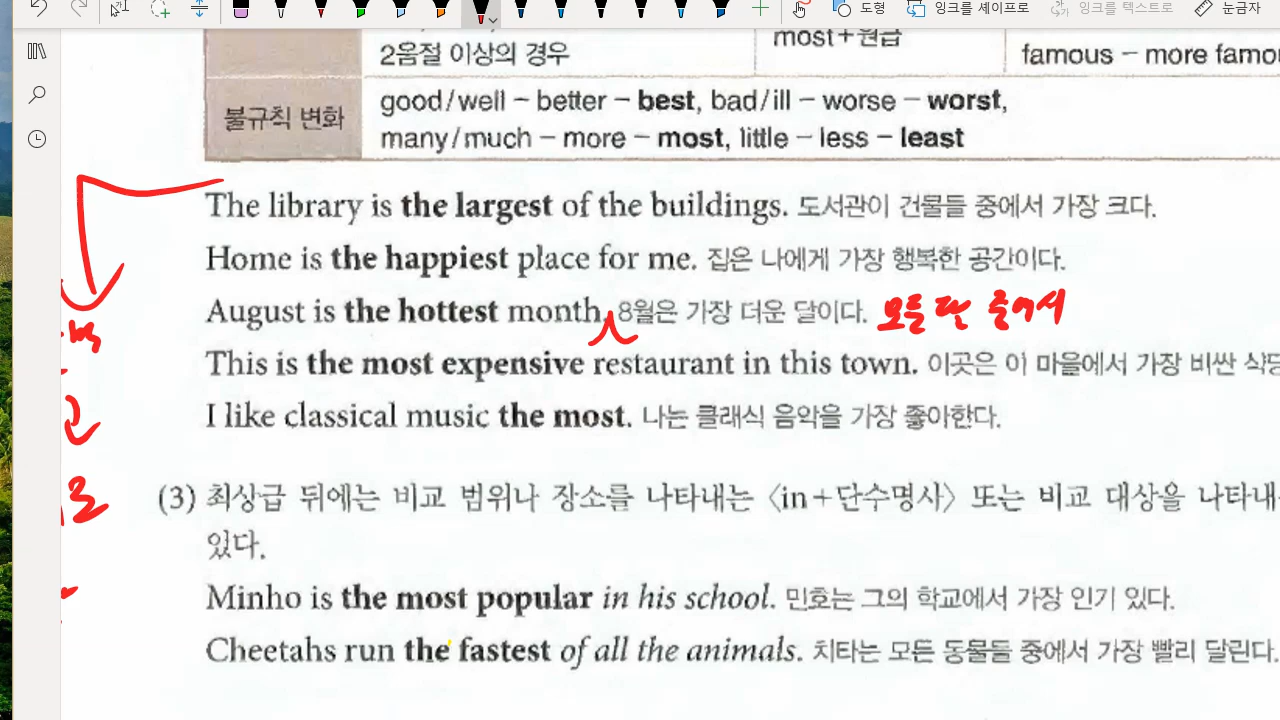 도형 잉크를 셰이프로 잉크를 텍스트로 눈금자
2음절 이상의 경우 most+원급 famous – more famo
불규칙 변화 good/well – better – best, bad/ill – worse – worst,
many/much – more – most, little – less – least
The library is the largest of the buildings. 도서관이 건물들 중에서 가장 크다.
Home is the happiest place for me. 집은 나에게 가장 행복한 공간이다.
August is the hottest month. 8월은 가장 더운 달이다. 모든 달 중에서
This is the most expensive restaurant in this town. 이곳은 이 마을에서 가장 비싼 식당
I like classical music the most. 나는 클래식 음악을 가장 좋아한다.
(3) 최상급 뒤에는 비교 범위나 장소를 나타내는 〈in+단수명사〉 또는 비교 대상을 나타내
있다.
Minho is the most popular in his school. 민호는 그의 학교에서 가장 인기 있다.
Cheetahs run the fastest of all the animals. 치타는 모든 동물들 중에서 가장 빨리 달린다.